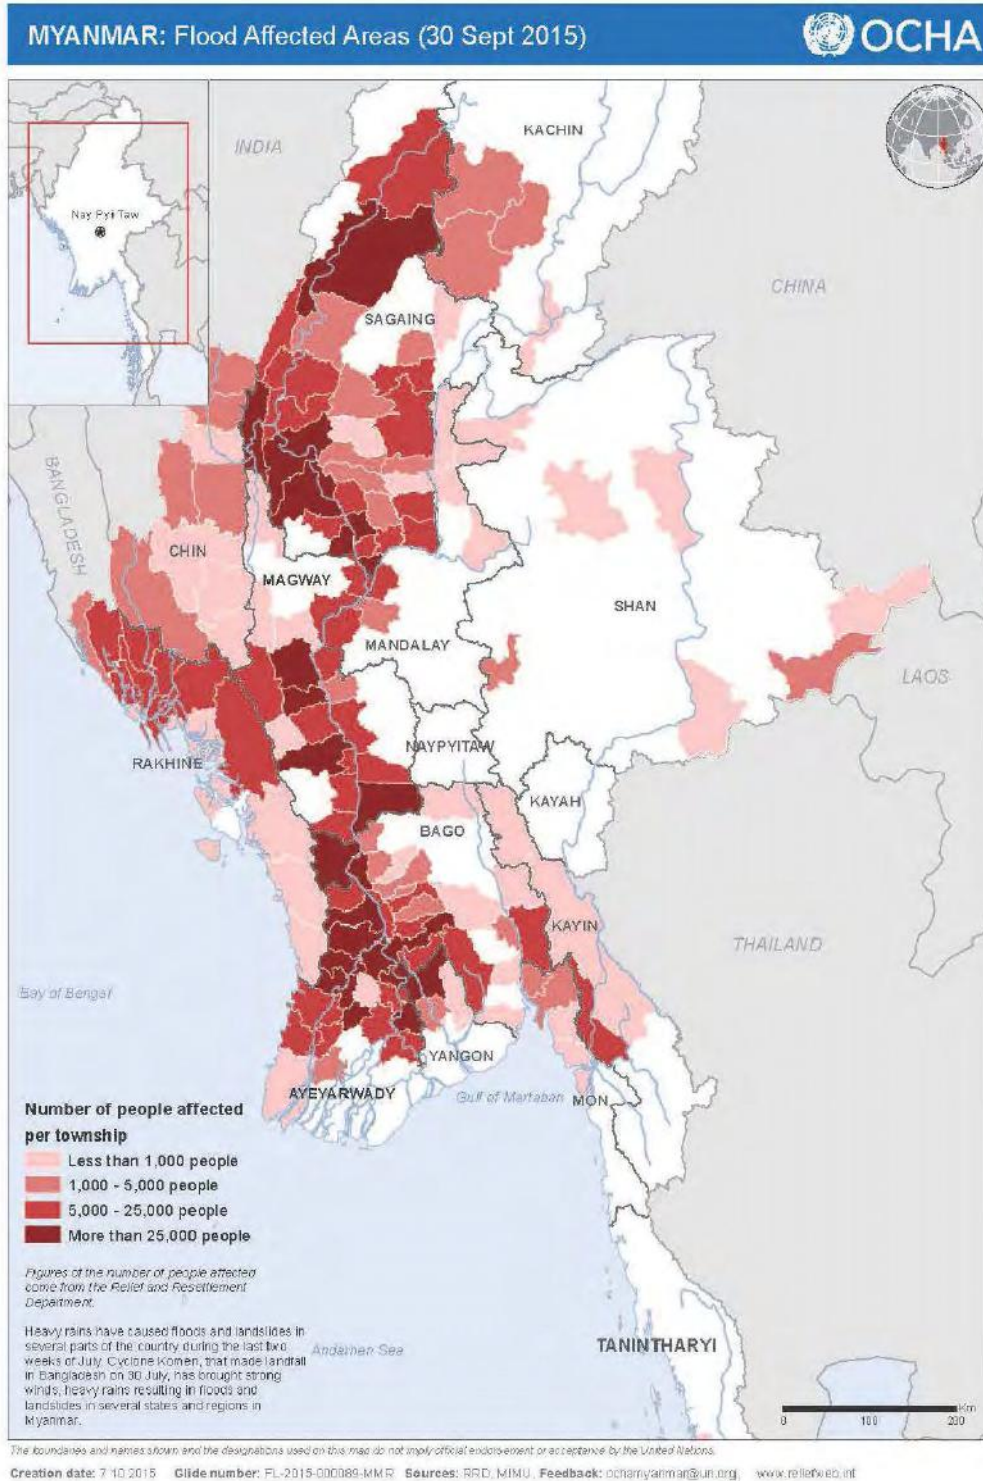 MYANMAR: Flood Affected Areas (30 Sept 2015)
OCHA
KACHIN
INDIA
Nay Pyi Taw
CHINA
SAGAING
BANGLADESH
CHIN
MAGWAY
SHAN
MANDALAY
LAOS
NAYPYITAW
RAKHINE
KAYAH
BAGO
KAYIN
THAILAND
Bay of Bengal
YANGON
AYEYARWADY
Gulf of Martaban
MON
Number of people affected
per township
Less than 1,000 people
1,000 - 5,000 people
5,000 - 25,000 people
More than 25,000 people
Figures of the number of people affected
come from the Relief and Resettlement
Department.
Heavy rains have caused floods and landslides in
several parts of the country during the last two
weeks of July. Cyclone Komen, that made landfall
in Bangladesh on 30 July, has brought strong
winds, heavy rains resulting in floods and
landslides in several states and regions in
Myanmar.
Andaman Sea
TANINTHARYI
Km
0 100 200
The boundaries and names shown and the designations used on this map do not imply official endorsement or acceptance by the United Nations.
Creation date: 7 10 2015 Glide number: FL-2015-000089-MMR Sources: RRD, MIMU, Feedback: ochamyanmar@un.org, www.reliefweb.int